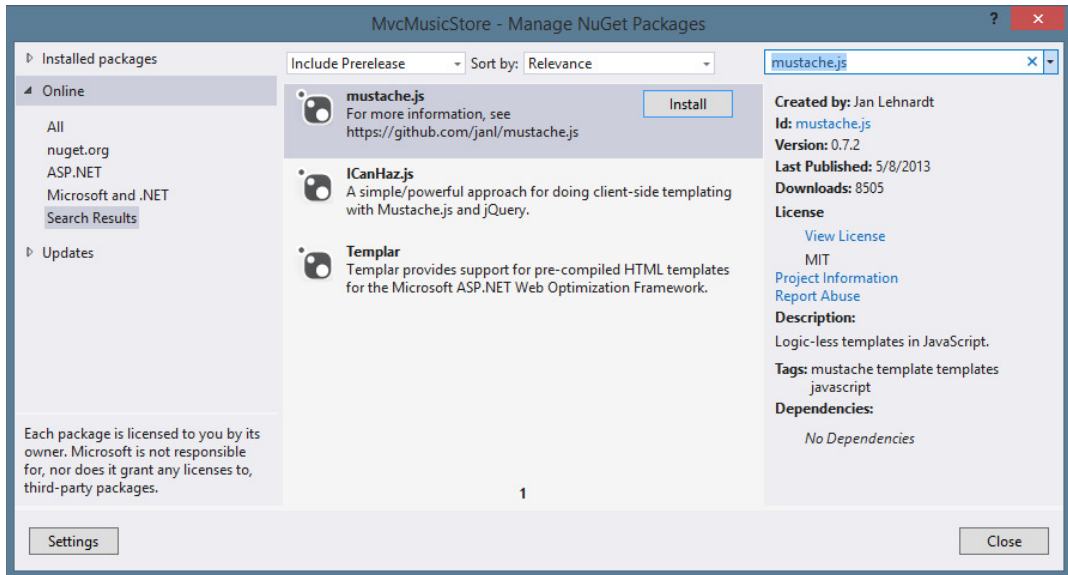 MvcMusicStore - Manage NuGet Packages
?
×
Installed packages
Online
All
nuget.org
ASP.NET
Microsoft and .NET
Search Results
Updates
Each package is licensed to you by its
owner. Microsoft is not responsible
for, nor does it grant any licenses to,
third-party packages.
Include Prerelease
Sort by: Relevance
mustache.js
Install
For more information, see
https://github.com/janl/mustache.js
ICanHaz.js
A simple/powerful approach for doing client-side templating
with Mustache.js and jQuery.
Templar
Templar provides support for pre-compiled HTML templates
for the Microsoft ASP.NET Web Optimization Framework.
1
mustache.js
Created by: Jan Lehnardt
Id: mustache.js
Version: 0.7.2
Last Published: 5/8/2013
Downloads: 8505
License
View License
MIT
Project Information
Report Abuse
Description:
Logic-less templates in JavaScript.
Tags: mustache template templates
javascript
Dependencies:
No Dependencies
Settings
Close